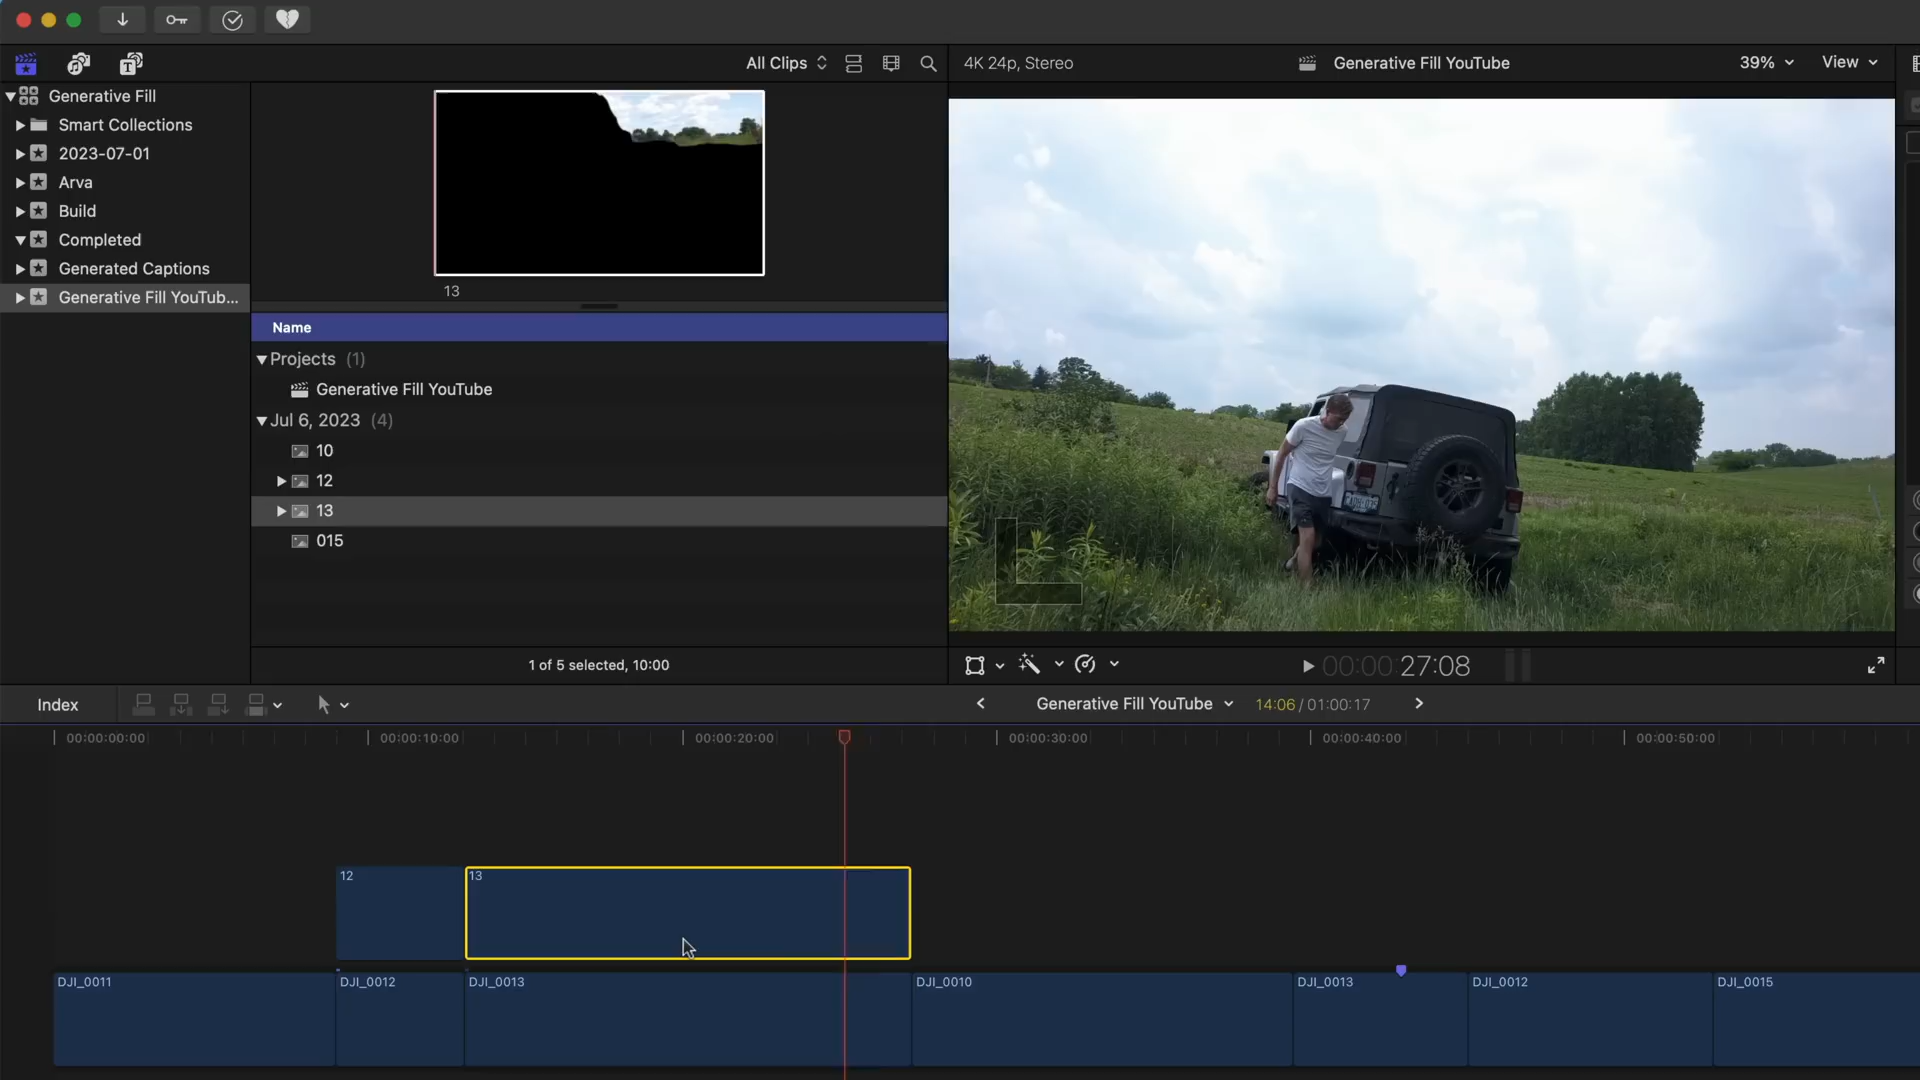 All Clips
4K 24p, Stereo
Generative Fill YouTube
39%
View
Generative Fill
Smart Collections
2023-07-01
Arva
Build
Completed
Generated Captions
Generative Fill YouTub...
13
Name
Projects (1)
Generative Fill YouTube
Jul 6, 2023 (4)
10
12
13
015
1 of 5 selected, 10:00
00:00:27:08
Index
Generative Fill YouTube
14:06 / 01:00:17
00:00:00:00
00:00:10:00
00:00:20:00
00:00:30:00
00:00:40:00
00:00:50:00
12
13
DJI_0011
DJI_0012
DJI_0013
DJI_0010
DJI_0013
DJI_0012
DJI_0015